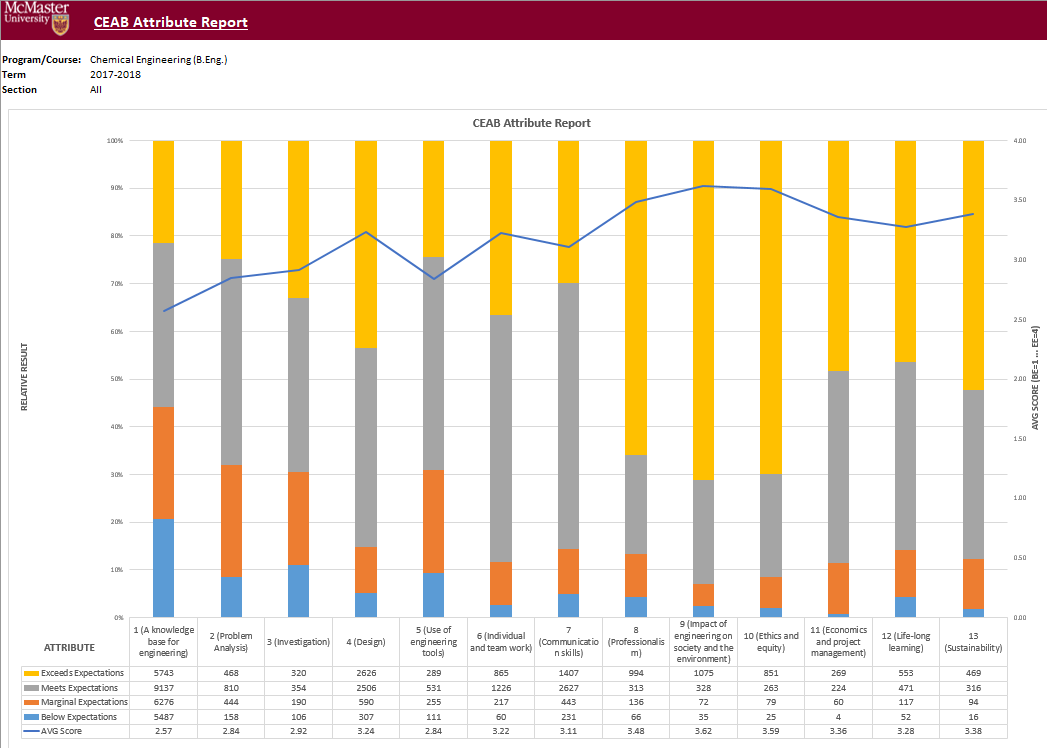 McMaster
University
CEAB Attribute Report
Program/Course: Chemical Engineering (B.Eng.)
Term 2017-2018
Section All
CEAB Attribute Report
100% 4.00
90% 3.50
80% 3.00
70% 2.50
60% 2.00
50% 1.50
40% 1.00
30% 0.50
20% 0.00
10%
0%
RELATIVE RESULT
AVG SCORE (BE=1 ... EE=4)
ATTRIBUTE
1 (A knowledge
base for
engineering)
2 (Problem
Analysis)
3 (Investigation)
4 (Design)
5 (Use of
engineering
tools)
6 (Individual
and team work)
7
(Communicatio
n skills)
8
(Professionalis
m)
9 (Impact of
engineering on
society and the
environment)
10 (Ethics and
equity)
11 (Economics
and project
management)
12 (Life-long
learning)
13
(Sustainability)
Exceeds Expectations 5743 468 320 2626 289 865 1407 994 1075 851 269 553 469
Meets Expectations 9137 810 354 2506 531 1226 2627 313 328 263 224 471 316
Marginal Expectations 6276 444 190 590 255 217 443 136 72 79 60 117 94
Below Expectations 5487 158 106 307 111 60 231 66 35 25 4 52 16
AVG Score 2.57 2.84 2.92 3.24 2.84 3.22 3.11 3.48 3.62 3.59 3.36 3.28 3.38